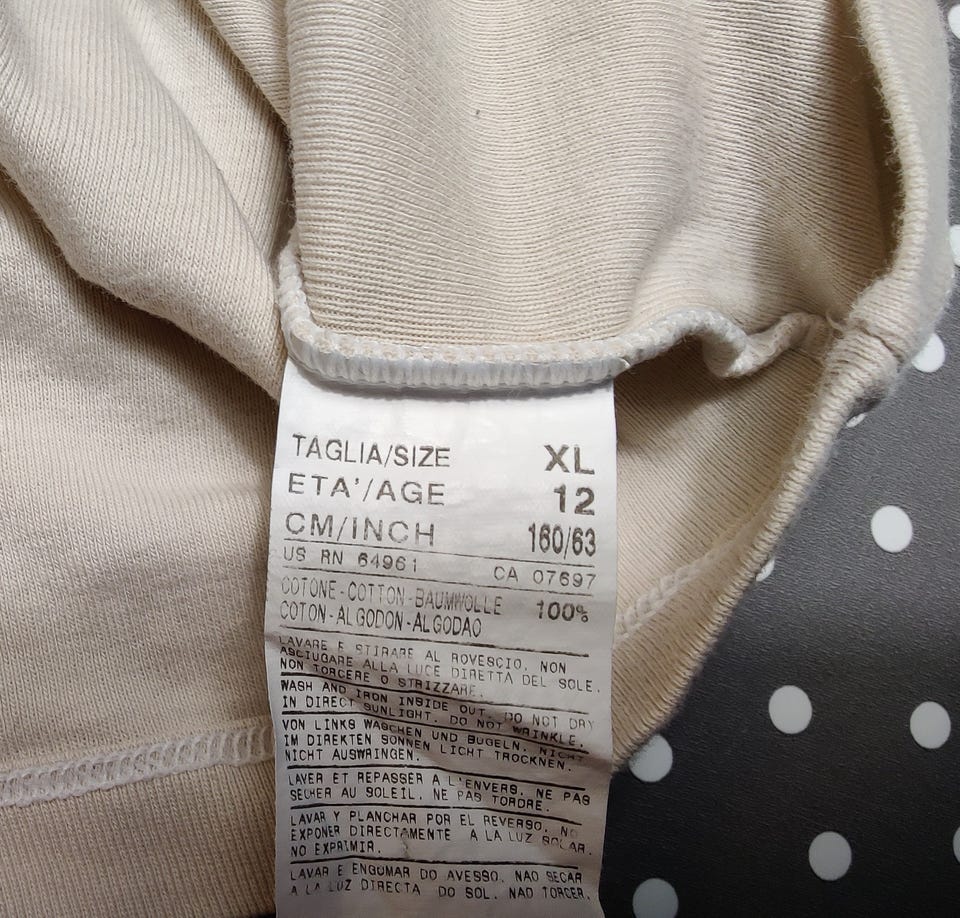 TAGLIA/SIZE XL
ETA'/AGE 12
CM/INCH 160/63
US RN 64961 CA 07697
COTONE-COTTON-BAUMWOLLE 100%
COTON-ALGODON-ALGODAO
LAVARE E STIRARE AL ROVESCIO. NON
ASCIUGARE ALLA LUCE DIRETTA DEL SOLE.
NON TORCERE O STRIZZARE.
WASH AND IRON INSIDE OUT. DO NOT DRY
IN DIRECT SUNLIGHT. DO NOT WRINKLE.
VON LINKS WASCHEN UND BUGELN. NICHT
IM DIREKTEN SONNEN LICHT TROCKNEN.
NICHT AUSWRINGEN.
LAVER ET REPASSER A L'ENVERS. NE PAS
SECHER AU SOLEIL. NE PAS TORDRE.
LAVAR Y PLANCHAR POR EL REVERSO. NO
EXPONER DIRECTAMENTE A LA LUZ SOLAR.
NO EXPRIMIR.
LAVAR E ENGOMAR DO AVESSO. NAO SECAR
A LA LUZ DIRECTA DO SOL. NAO TORCER.